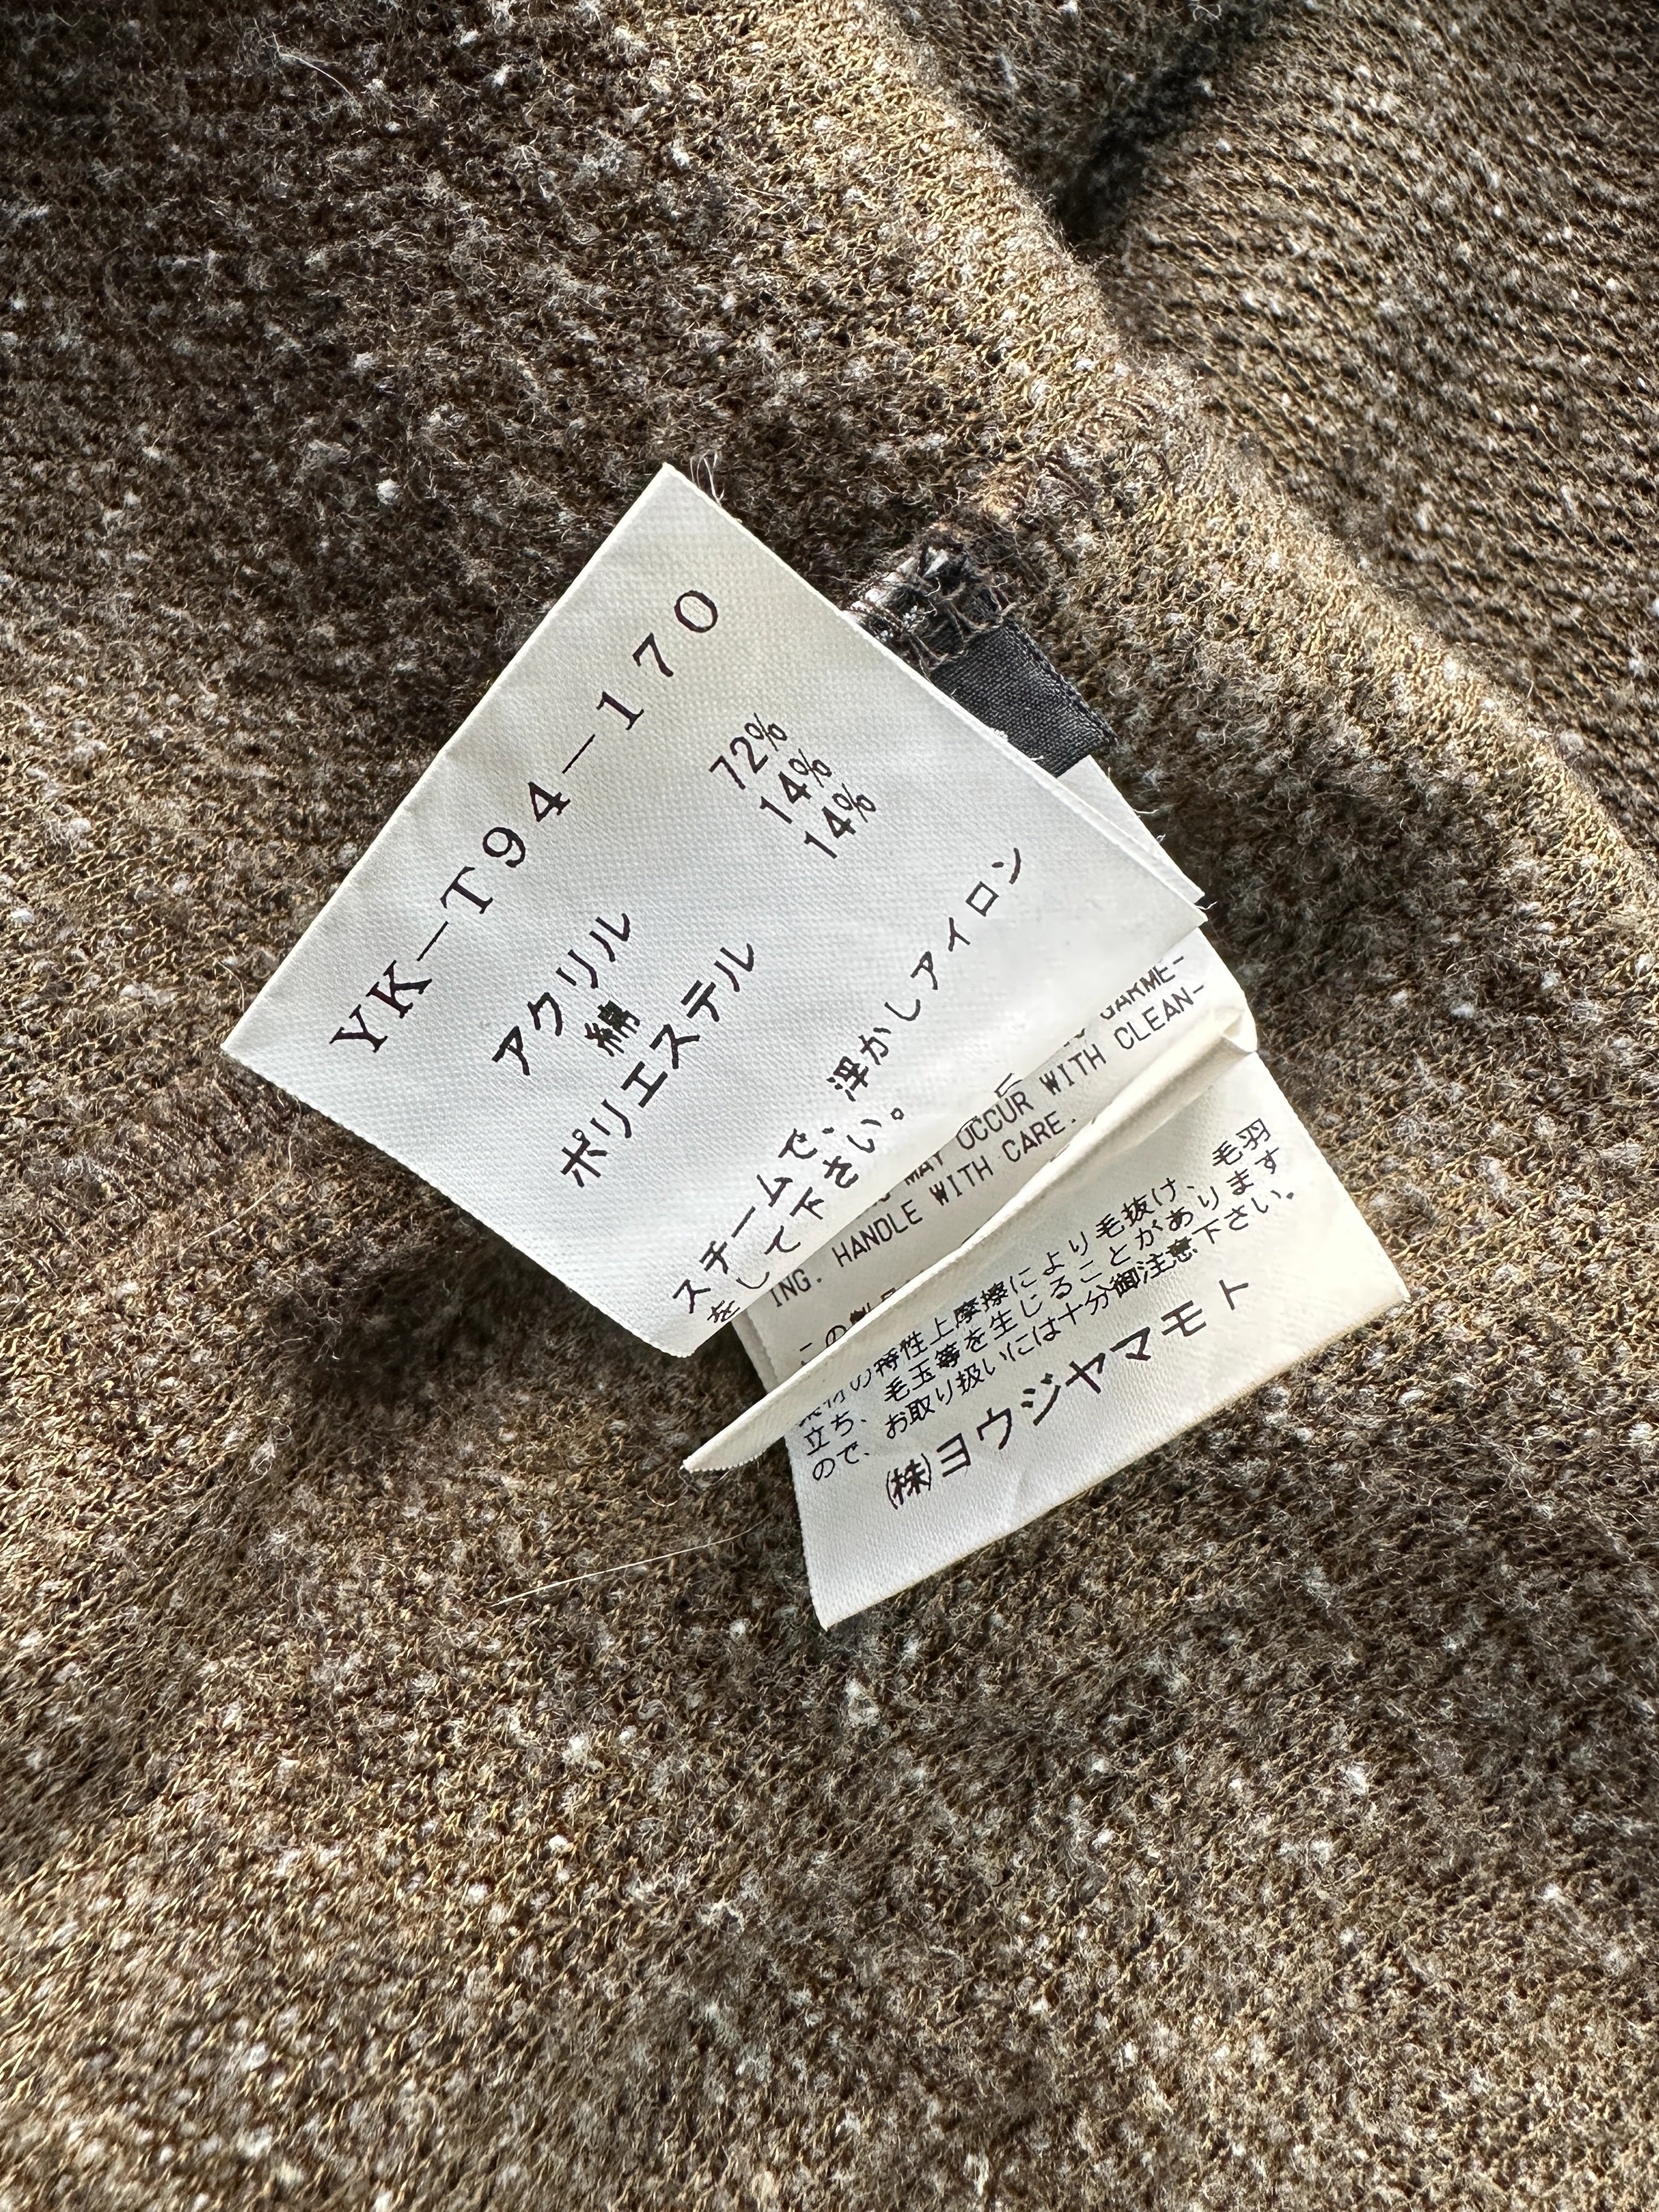 YK-T94-170
アクリル 72%
綿 14%
ポリエステル 14%
スチームで、浮かしアイロン
をして下さい。
MAY OCCUR WITH CLEAN-
ING. HANDLE WITH CARE.
の特性上摩擦により毛抜け、毛羽
立ち、毛玉等を生じることがあります
ので、お取り扱いには十分御注意下さい。
㈱ヨウジヤマモト